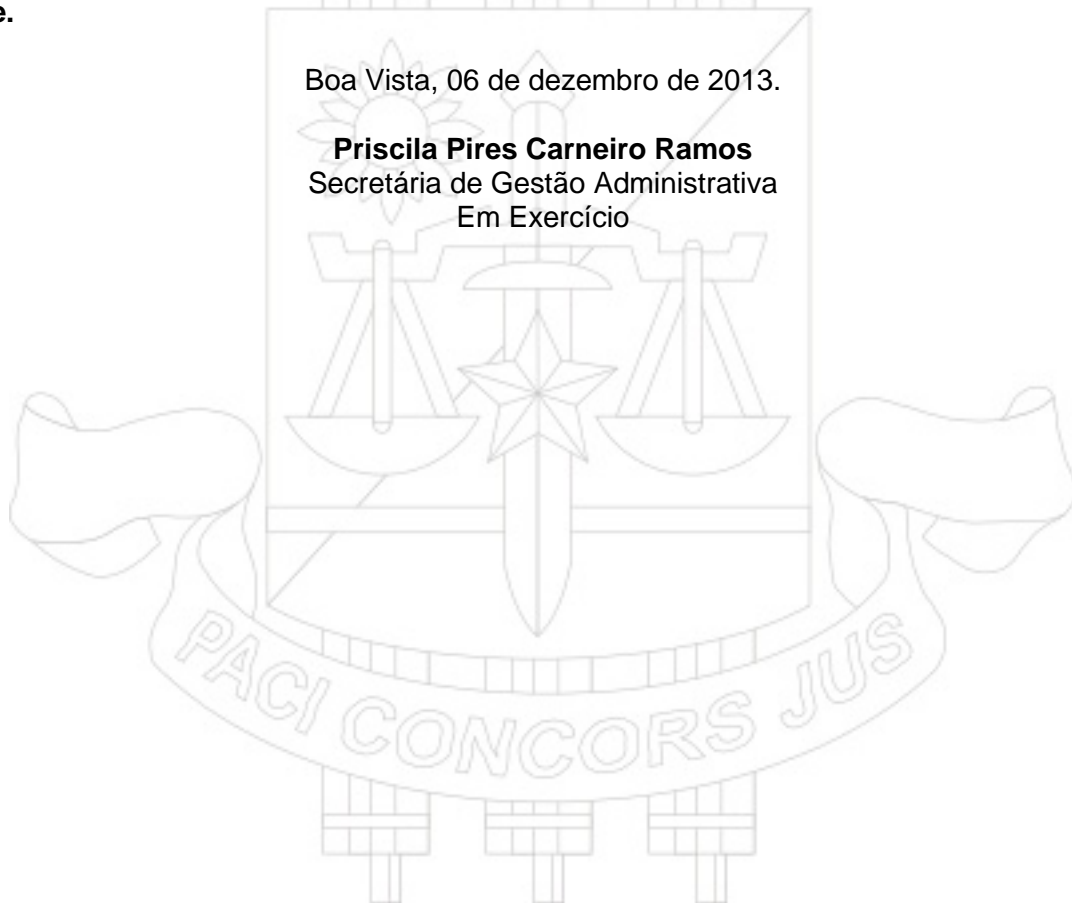 e.
Boa Vista, 06 de dezembro de 2013.
Priscila Pires Carneiro Ramos
Secretária de Gestão Administrativa
Em Exercício
PACI CONCORS JUS